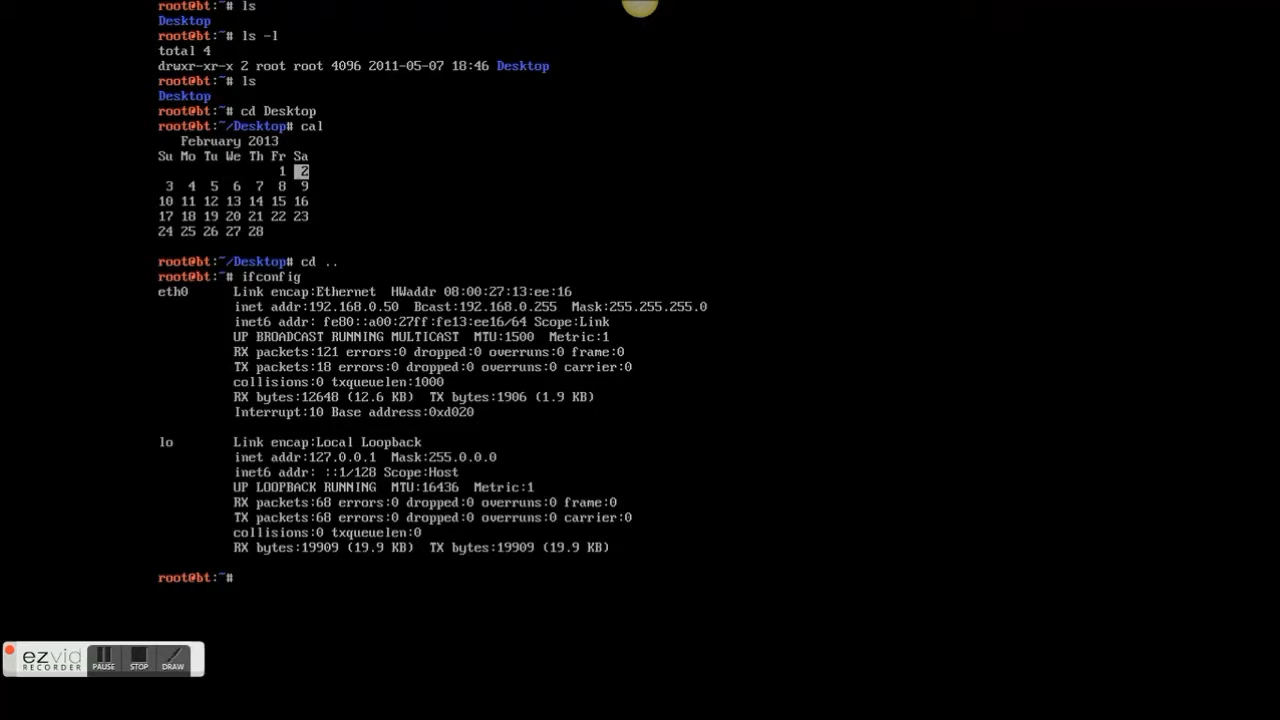 root@bt:~# ls
Desktop
root@bt:~# ls -l
total 4
drwxr-xr-x 2 root root 4096 2011-05-07 18:46 Desktop
root@bt:~# ls
Desktop
root@bt:~# cd Desktop
root@bt:~/Desktop# cal
February 2013
Su Mo Tu We Th Fr Sa
1 2
3 4 5 6 7 8 9
10 11 12 13 14 15 16
17 18 19 20 21 22 23
24 25 26 27 28
root@bt:~/Desktop# cd ..
root@bt:~# ifconfig
eth0 Link encap:Ethernet HWaddr 08:00:27:13:ee:16
inet addr:192.168.0.50 Bcast:192.168.0.255 Mask:255.255.255.0
inet6 addr: fe80::a00:27ff:fe13:ee16/64 Scope:Link
UP BROADCAST RUNNING MULTICAST MTU:1500 Metric:1
RX packets:121 errors:0 dropped:0 overruns:0 frame:0
TX packets:18 errors:0 dropped:0 overruns:0 carrier:0
collisions:0 txqueuelen:1000
RX bytes:12648 (12.6 KB) TX bytes:1906 (1.9 KB)
Interrupt:10 Base address:0xd020
lo Link encap:Local Loopback
inet addr:127.0.0.1 Mask:255.0.0.0
inet6 addr: ::1/128 Scope:Host
UP LOOPBACK RUNNING MTU:16436 Metric:1
RX packets:68 errors:0 dropped:0 overruns:0 frame:0
TX packets:68 errors:0 dropped:0 overruns:0 carrier:0
collisions:0 txqueuelen:0
RX bytes:19909 (19.9 KB) TX bytes:19909 (19.9 KB)
root@bt:~#
ezvid
RECORDER
PAUSE STOP DRAW